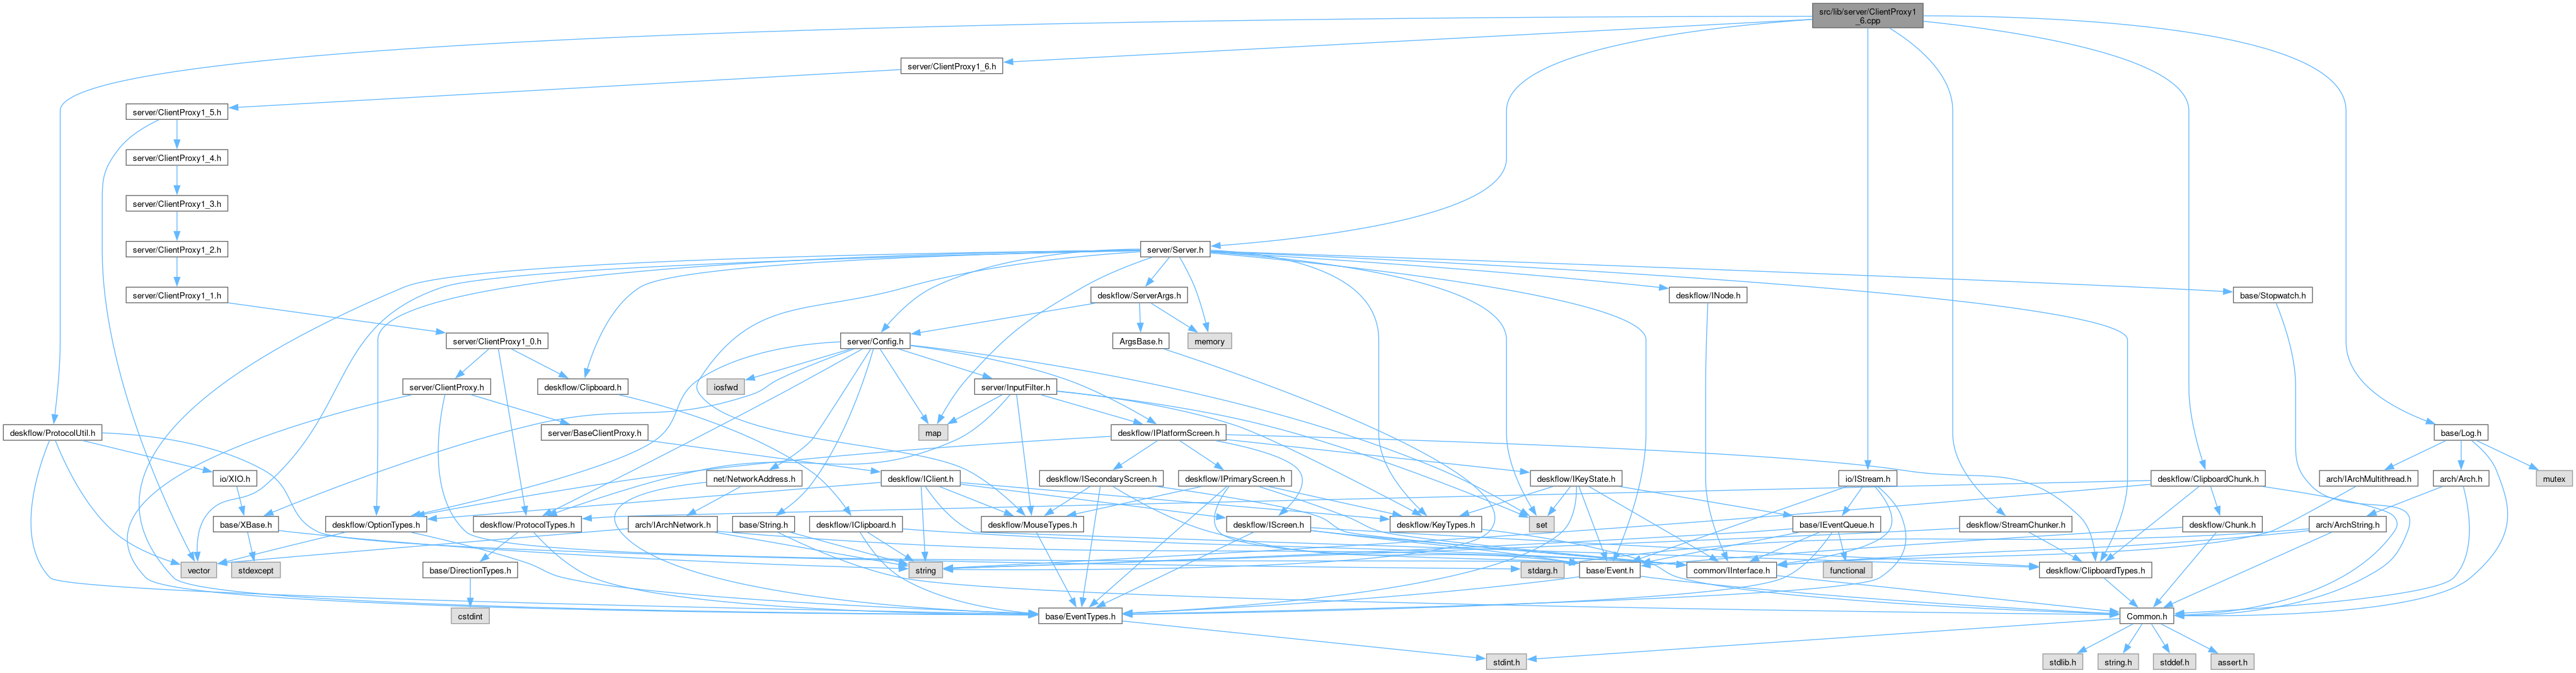 src/lib/server/ClientProxy1
_6.cpp
server/ClientProxy1_6.h
server/ClientProxy1_5.h
server/ClientProxy1_4.h
server/ClientProxy1_3.h
server/ClientProxy1_2.h
server/Server.h
server/ClientProxy1_1.h
deskflow/ServerArgs.h
deskflow/INode.h
base/Stopwatch.h
server/ClientProxy1_0.h
server/Config.h
ArgsBase.h
memory
server/ClientProxy.h
deskflow/Clipboard.h
iosfwd
server/InputFilter.h
deskflow/ProtocolUtil.h
server/BaseClientProxy.h
map
deskflow/IPlatformScreen.h
base/Log.h
io/XIO.h
net/NetworkAddress.h
deskflow/IClient.h
deskflow/ISecondaryScreen.h
deskflow/IPrimaryScreen.h
deskflow/IKeyState.h
io/IStream.h
deskflow/ClipboardChunk.h
arch/IArchMultithread.h
arch/Arch.h
mutex
base/XBase.h
deskflow/OptionTypes.h
deskflow/ProtocolTypes.h
arch/IArchNetwork.h
base/String.h
deskflow/IClipboard.h
deskflow/MouseTypes.h
deskflow/IScreen.h
deskflow/KeyTypes.h
set
base/IEventQueue.h
deskflow/StreamChunker.h
deskflow/Chunk.h
arch/ArchString.h
vector
stdexcept
base/DirectionTypes.h
string
stdarg.h
base/Event.h
common/IInterface.h
functional
deskflow/ClipboardTypes.h
cstdint
base/EventTypes.h
Common.h
stdint.h
stdlib.h
string.h
stddef.h
assert.h